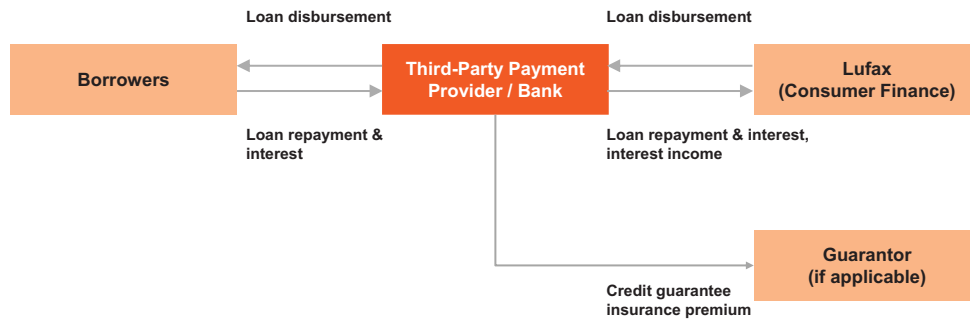 Loan disbursement
Loan disbursement
Borrowers
Third-Party Payment
Provider / Bank
Lufax
(Consumer Finance)
Loan repayment &
interest
Loan repayment & interest,
interest income
Guarantor
(if applicable)
Credit guarantee
insurance premium